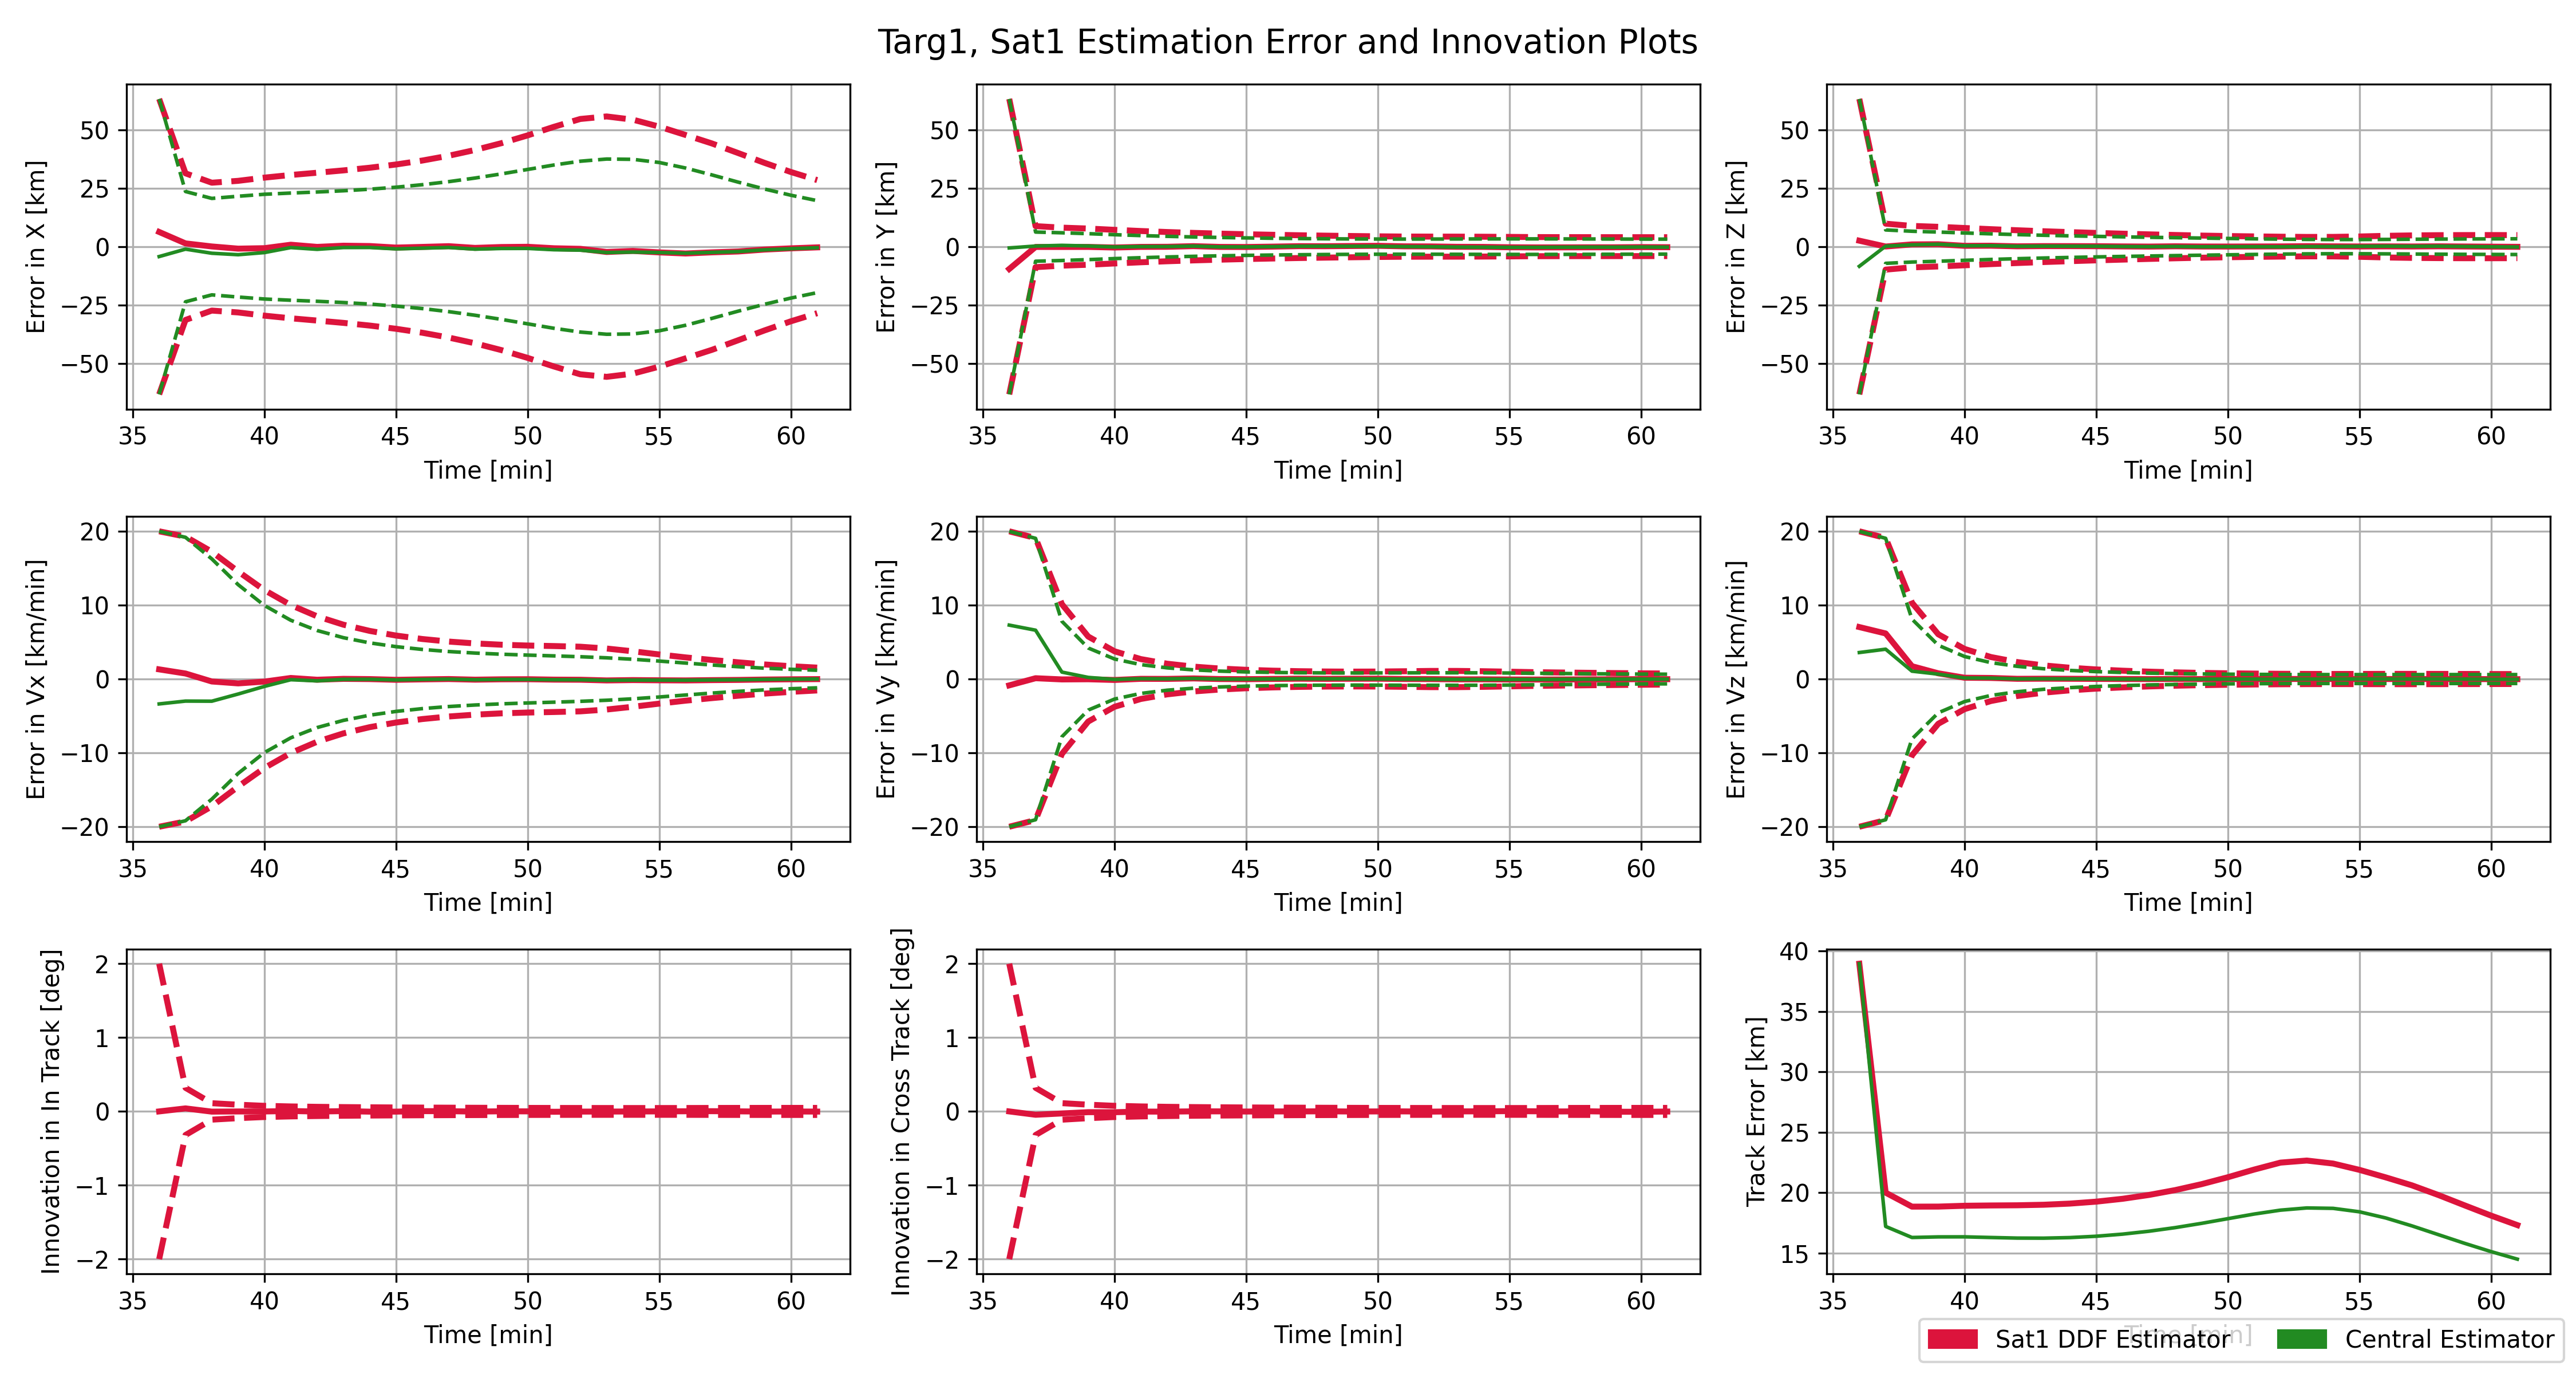 Targ1, Sat1 Estimation Error and Innovation Plots
Error in X [km]
50
25
0
−25
−50
35 40 45 50 55 60
Time [min]
Error in Y [km]
50
25
0
−25
−50
35 40 45 50 55 60
Time [min]
Error in Z [km]
50
25
0
−25
−50
35 40 45 50 55 60
Time [min]
Error in Vx [km/min]
20
10
0
−10
−20
35 40 45 50 55 60
Time [min]
Error in Vy [km/min]
20
10
0
−10
−20
35 40 45 50 55 60
Time [min]
Error in Vz [km/min]
20
10
0
−10
−20
35 40 45 50 55 60
Time [min]
Innovation in In Track [deg]
2
1
0
−1
−2
35 40 45 50 55 60
Time [min]
Innovation in Cross Track [deg]
2
1
0
−1
−2
35 40 45 50 55 60
Time [min]
Track Error [km]
40
35
30
25
20
15
35 40 45 50 55 60
Time [min]
Sat1 DDF Estimator Central Estimator